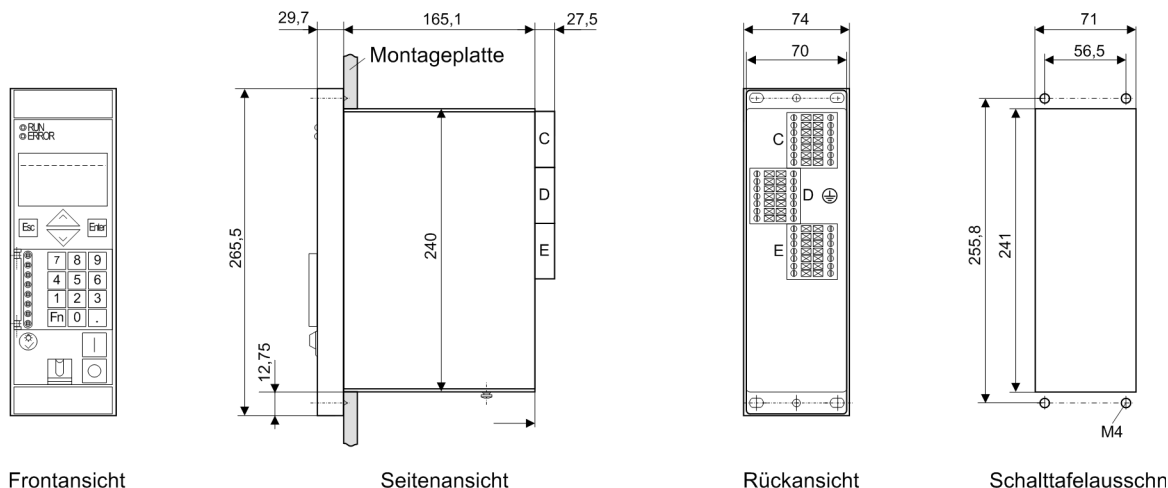 29,7
165,1
27,5
74
71
70
56,5
Montageplatte
RUN
ERROR
C
D
E
C
D
E
Esc
Enter
7 8 9
4 5 6
1 2 3
Fn 0 .
265,5
240
12,75
255,8
241
M4
Frontansicht
Seitenansicht
Rückansicht
Schalttafelausschn